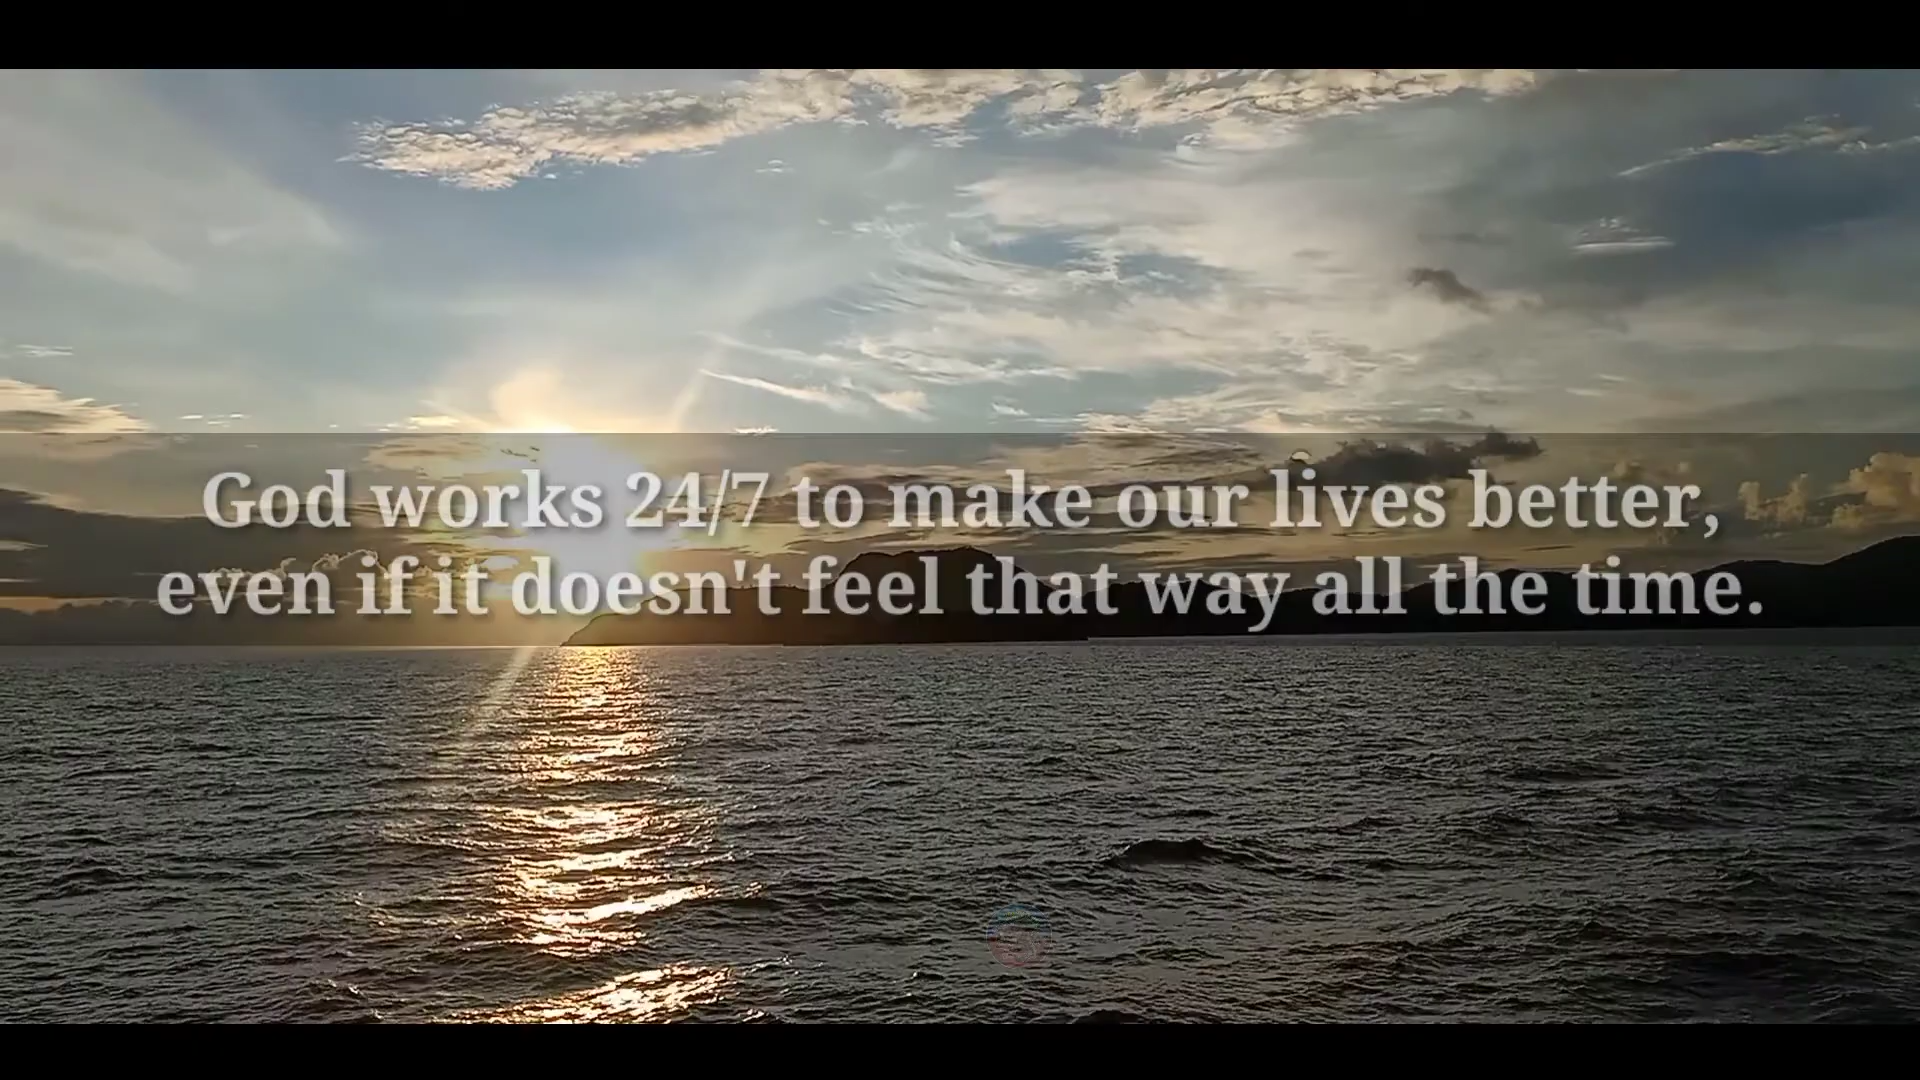 God works 24/7 to make our lives better,
even if it doesn't feel that way all the time.